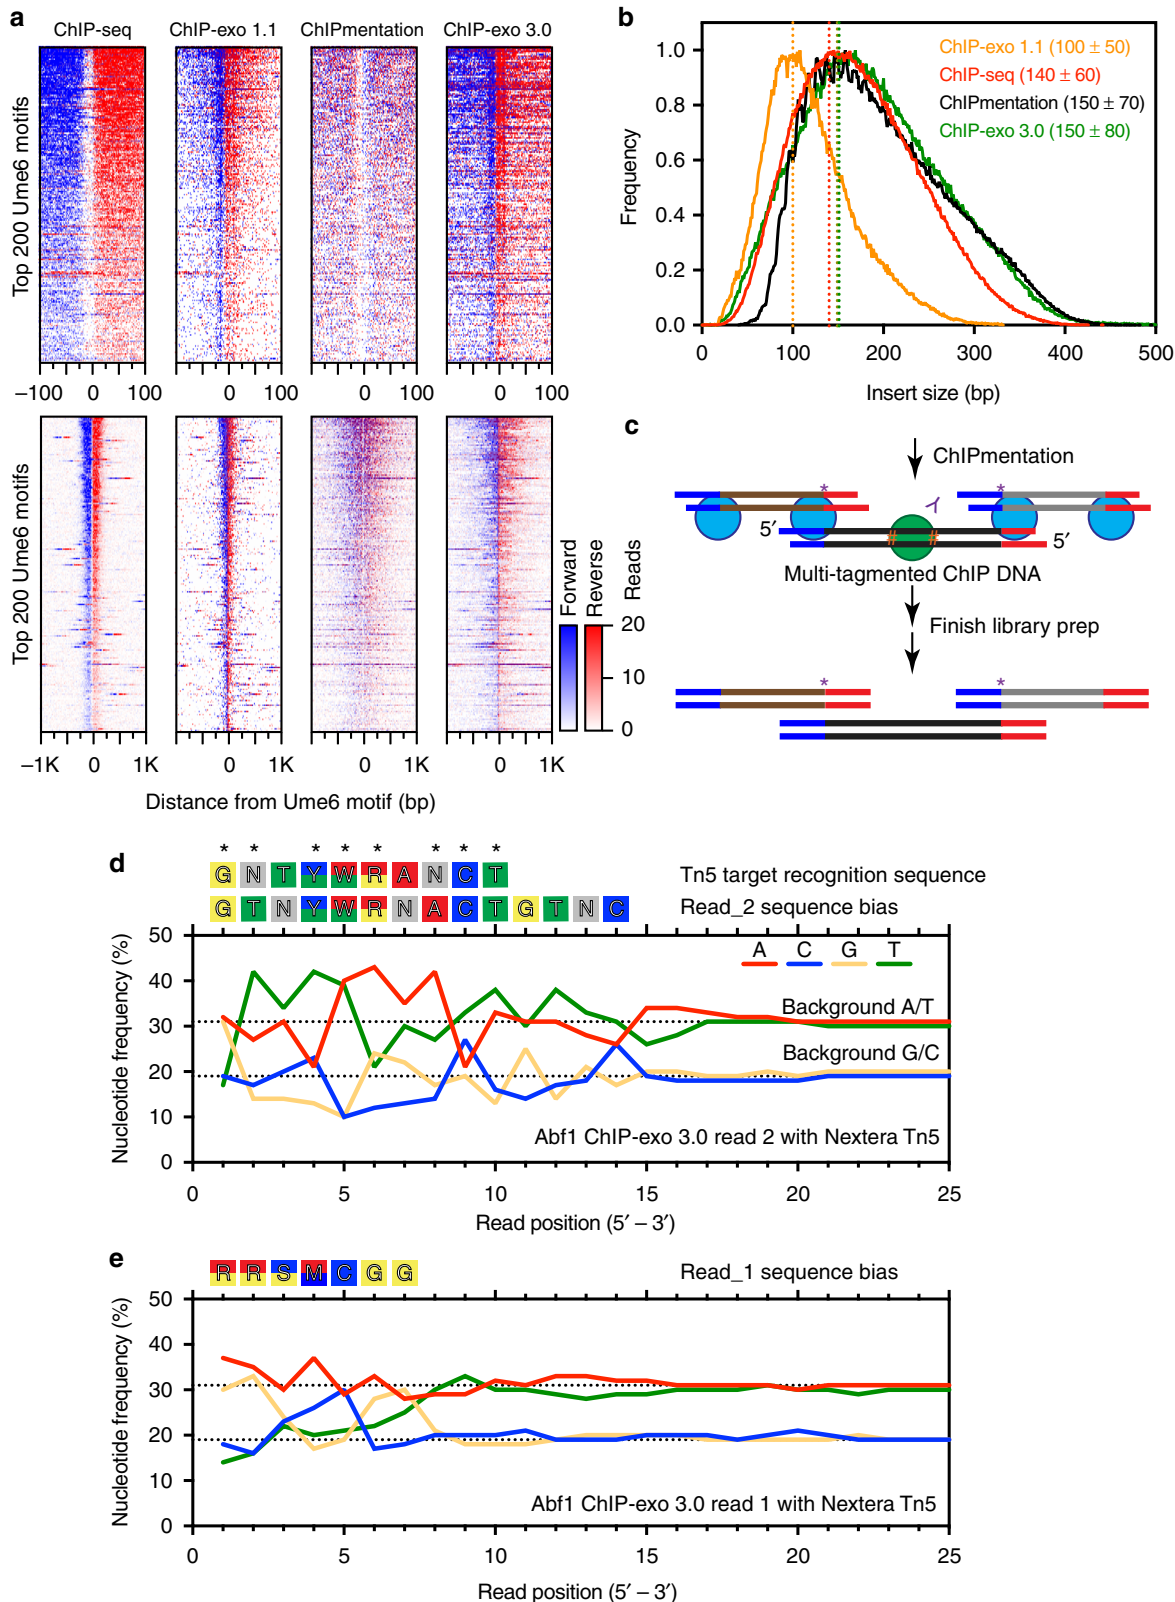 a
ChIP-seq
ChIP-exo 1.1
ChIPmentation
ChIP-exo 3.0
Top 200 Ume6 motifs
–100 0 100
0 100
0 100
0 100
Top 200 Ume6 motifs
–1K 0 1K
0 1K
0 1K
0 1K
Distance from Ume6 motif (bp)
Forward
Reverse
Reads
20
10
0
b
ChIP-exo 1.1 (100 ± 50)
ChIP-seq (140 ± 60)
ChIPmentation (150 ± 70)
ChIP-exo 3.0 (150 ± 80)
Frequency
1.0
0.8
0.6
0.4
0.2
0.0
0 100 200 300 400 500
Insert size (bp)
c
ChIPmentation
*
*
5′
5′
Multi-tagmented ChIP DNA
Finish library prep
*
*
d
* * * * * * * *
G N T Y W R A N C T
Tn5 target recognition sequence
G T N Y W R N A C T G T N C
Read_2 sequence bias
Nucleotide frequency (%)
50
40
30
20
10
0
A C G T
Background A/T
Background G/C
Abf1 ChIP-exo 3.0 read 2 with Nextera Tn5
0 5 10 15 20 25
Read position (5′ – 3′)
e
R R S M C G G
Read_1 sequence bias
Nucleotide frequency (%)
50
40
30
20
10
0
Abf1 ChIP-exo 3.0 read 1 with Nextera Tn5
0 5 10 15 20 25
Read position (5′ – 3′)